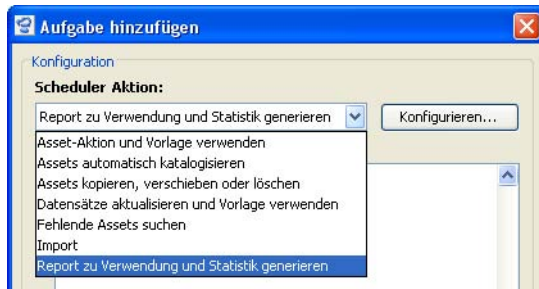 Aufgabe hinzufügen
Konfiguration
Scheduler Aktion:
Report zu Verwendung und Statistik generieren
Konfigurieren...
Asset-Aktion und Vorlage verwenden
Assets automatisch katalogisieren
Assets kopieren, verschieben oder löschen
Datensätze aktualisieren und Vorlage verwenden
Fehlende Assets suchen
Import
Report zu Verwendung und Statistik generieren